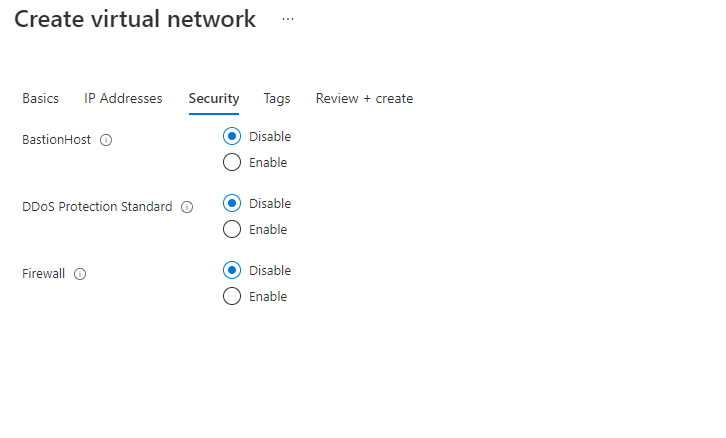 Create virtual network ...
Basics IP Addresses Security Tags Review + create
BastionHost Disable
Enable
DDoS Protection Standard Disable
Enable
Firewall Disable
Enable